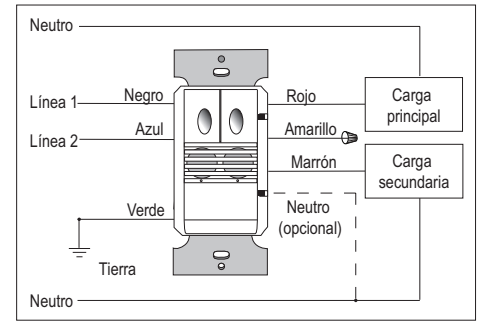 Neutro
Línea 1
Negro
Rojo
Carga
principal
Línea 2
Azul
Amarillo
Marrón
Carga
secundaria
Verde
Neutro
(opcional)
Tierra
Neutro